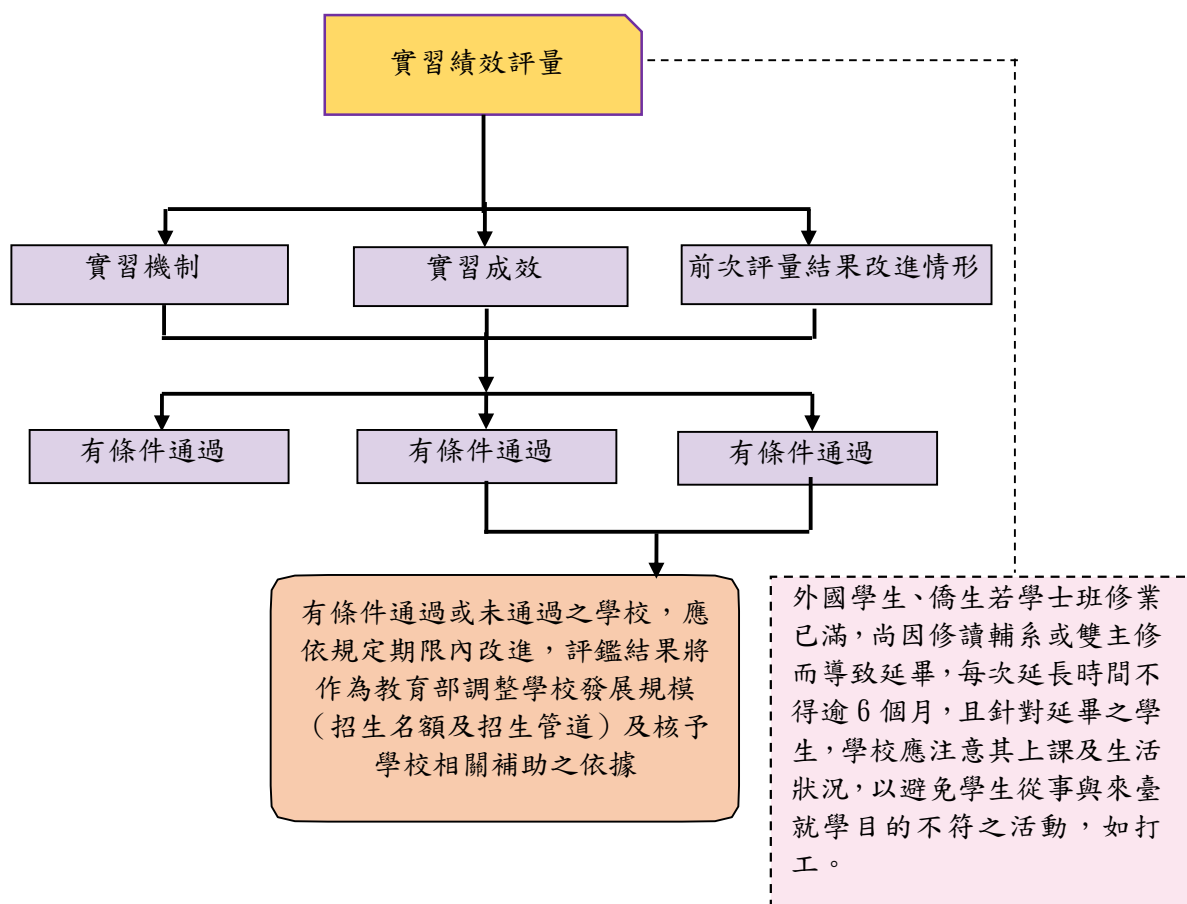 實習績效評量
實習機制
實習成效
前次評量結果改進情形
有條件通過
有條件通過
有條件通過
有條件通過或未通過之學校，應
依規定期限內改進，評鑑結果將
作為教育部調整學校發展規模
（招生名額及招生管道）及核予
學校相關補助之依據
外國學生、僑生若學士班修業
已滿，尚因修讀輔系或雙主修
而導致延畢，每次延長時間不
得逾 6 個月，且針對延畢之學
生，學校應注意其上課及生活
狀況，以避免學生從事與來臺
就學目的不符之活動，如打
工。